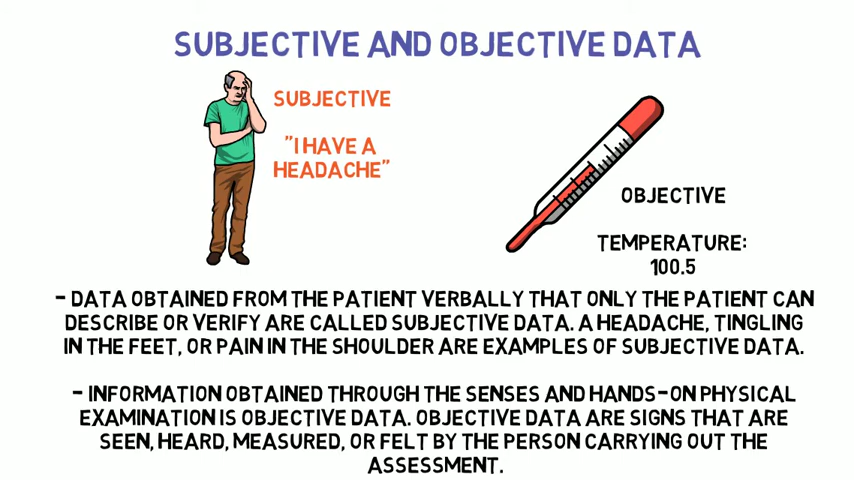 SUBJECTIVE AND OBJECTIVE DATA
SUBJECTIVE
"I HAVE A
HEADACHE"
OBJECTIVE
TEMPERATURE:
100.5
- DATA OBTAINED FROM THE PATIENT VERBALLY THAT ONLY THE PATIENT CAN
DESCRIBE OR VERIFY ARE CALLED SUBJECTIVE DATA. A HEADACHE, TINGLING
IN THE FEET, OR PAIN IN THE SHOULDER ARE EXAMPLES OF SUBJECTIVE DATA.
- INFORMATION OBTAINED THROUGH THE SENSES AND HANDS-ON PHYSICAL
EXAMINATION IS OBJECTIVE DATA. OBJECTIVE DATA ARE SIGNS THAT ARE
SEEN, HEARD, MEASURED, OR FELT BY THE PERSON CARRYING OUT THE
ASSESSMENT.